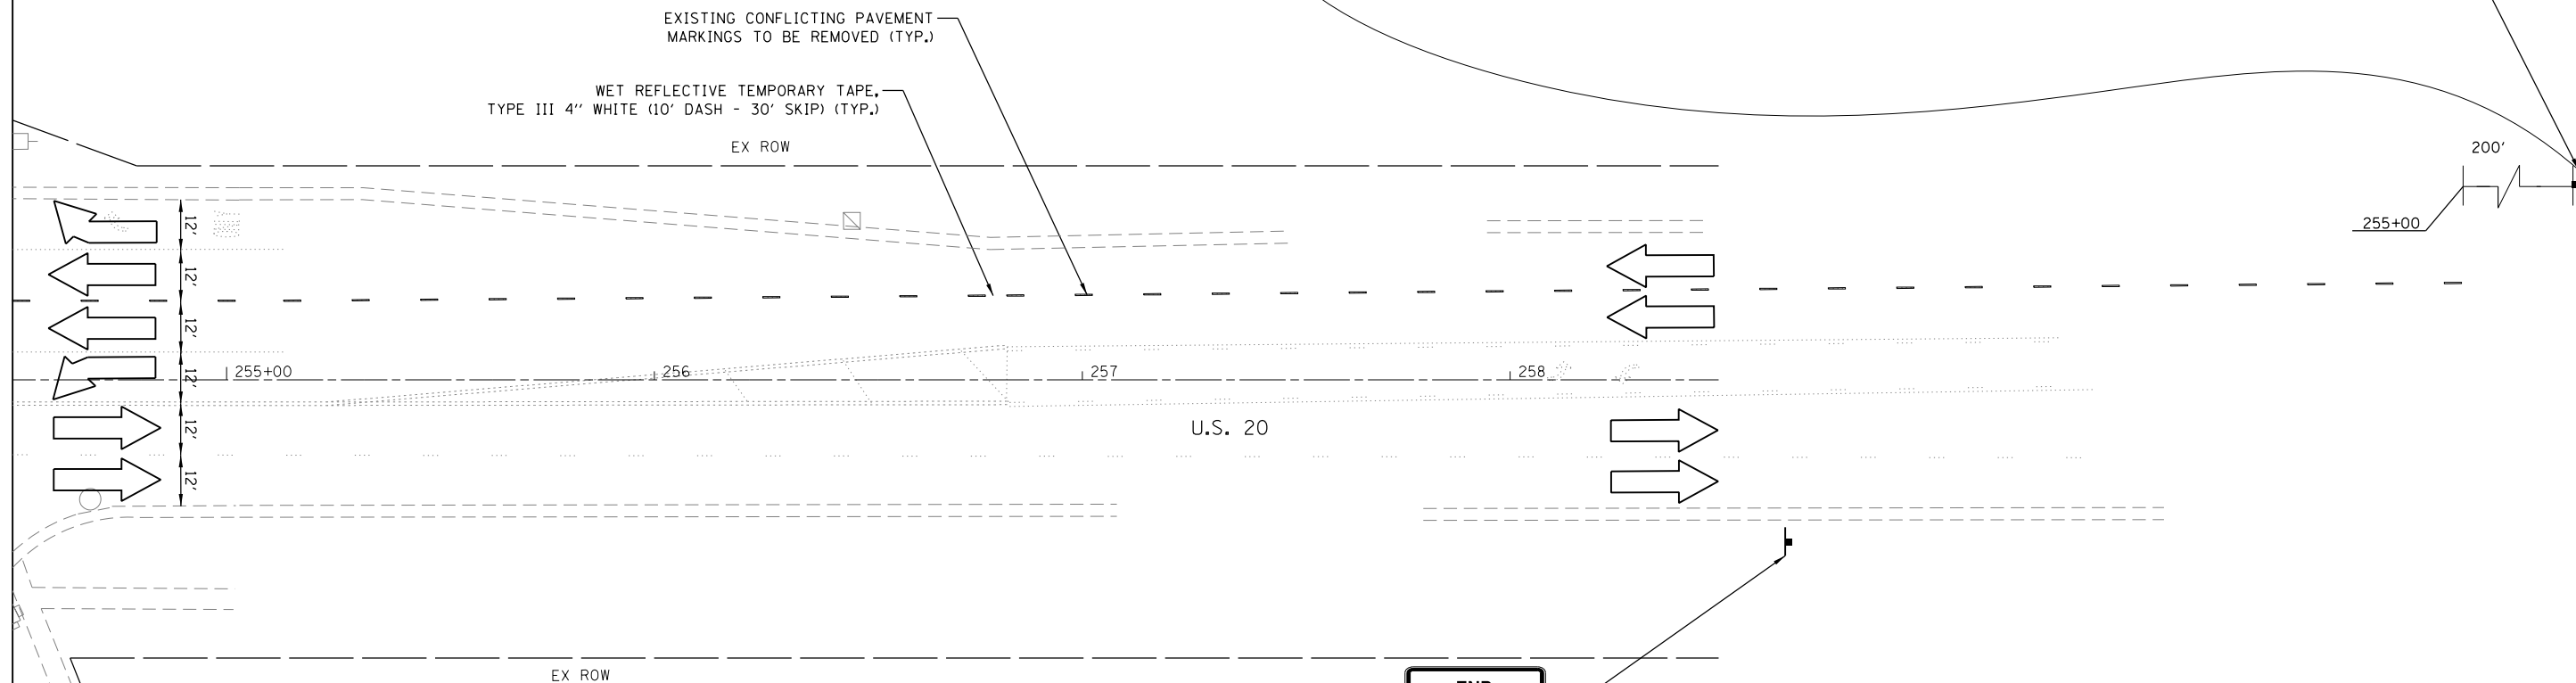 EXISTING CONFLICTING PAVEMENT
MARKINGS TO BE REMOVED (TYP.)
WET REFLECTIVE TEMPORARY TAPE,
TYPE III 4'' WHITE (10' DASH - 30' SKIP) (TYP.)
EX ROW
200'
255+00
12'
12'
12'
12'
12'
12'
255+00
256
257
258
U.S. 20
EX ROW
END